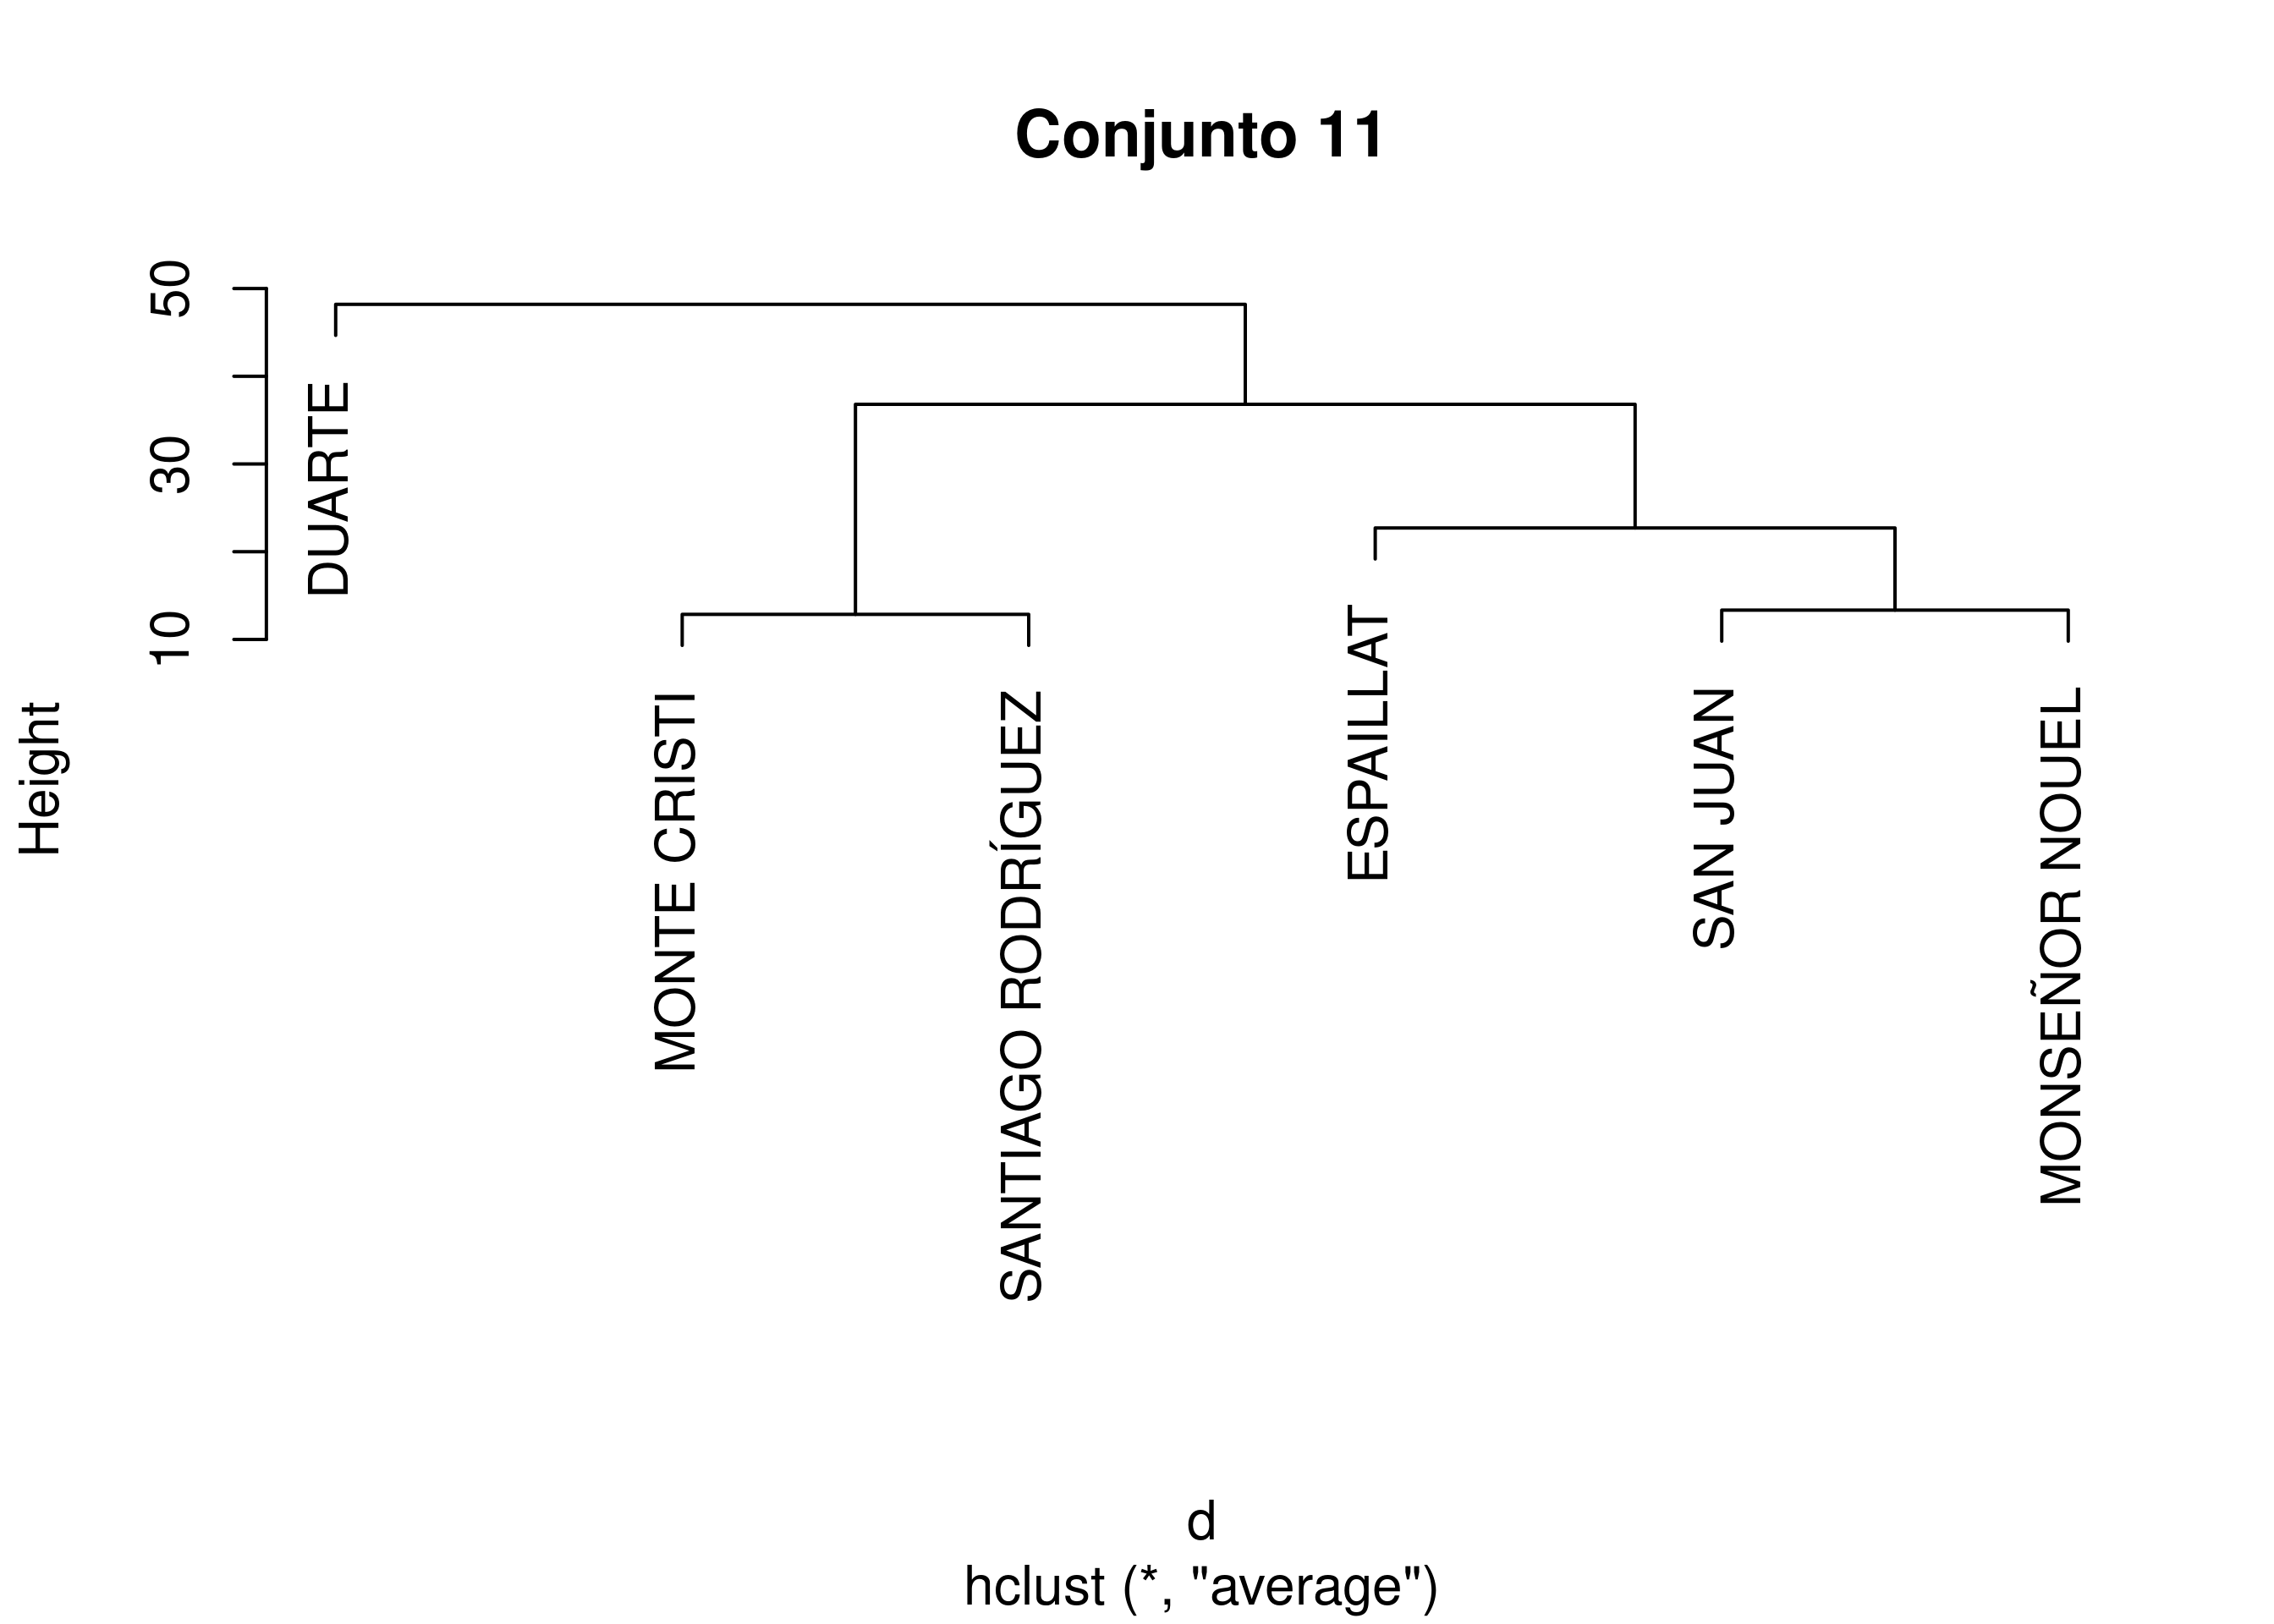 Conjunto 11
Height
50
30
10
DUARTE
MONTE CRISTI
SANTIAGO RODRÍGUEZ
ESPAILLAT
SAN JUAN
MONSEÑOR NOUEL
d
hclust (*, "average")